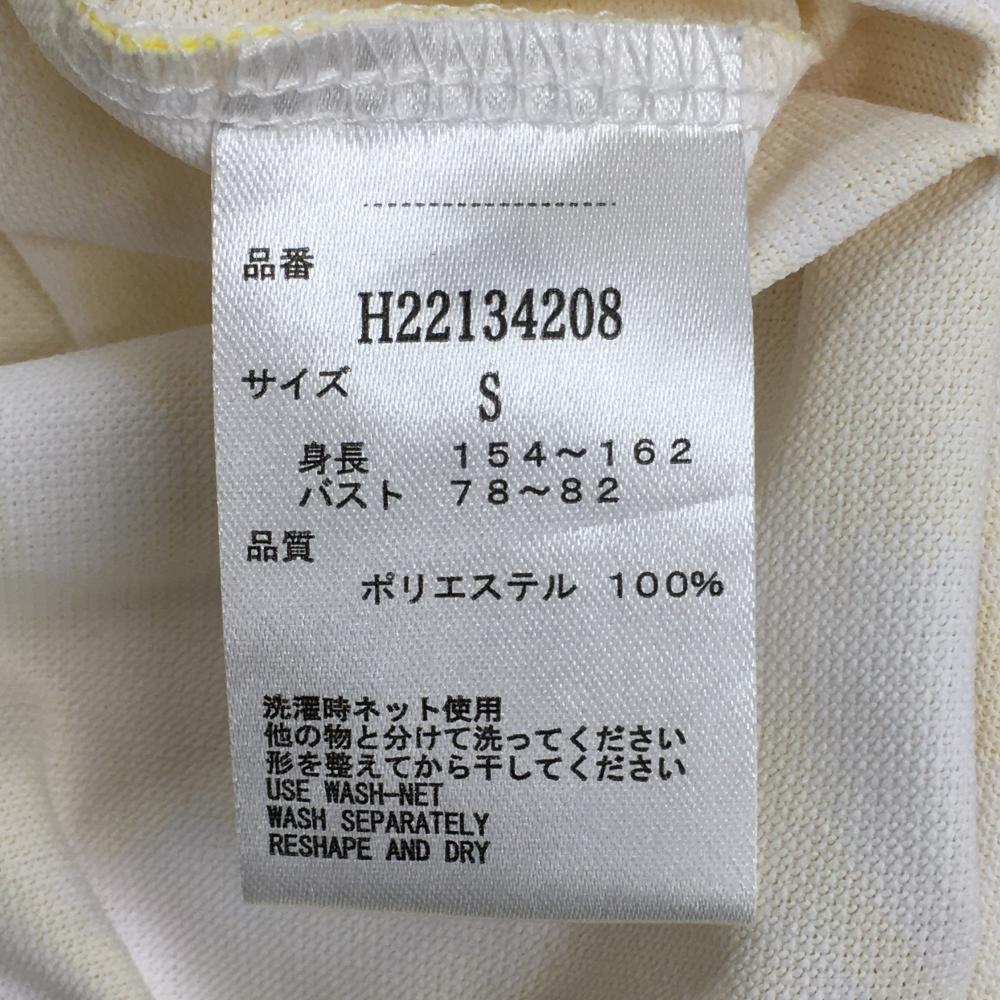 品番
H22134208
サイズ
S
身長 154～162
バスト 78～82
品質
ポリエステル 100%
洗濯時ネット使用
他の物と分けて洗ってください
形を整えてから干してください
USE WASH-NET
WASH SEPARATELY
RESHAPE AND DRY